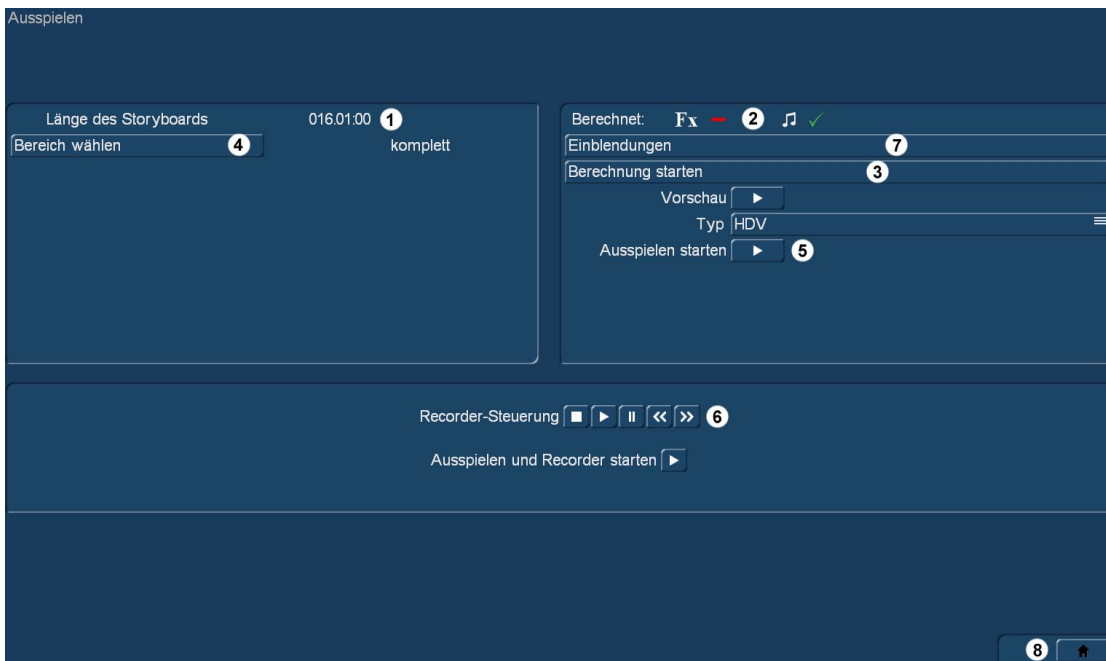 Ausspielen
Länge des Storyboards 016.01:00 1
Bereich wählen 4 komplett
Berechnet: Fx 2
Einblendungen 7
Berechnung starten 3
Vorschau
Typ HDV
Ausspielen starten 5
Recorder-Steuerung 6
Ausspielen und Recorder starten
8